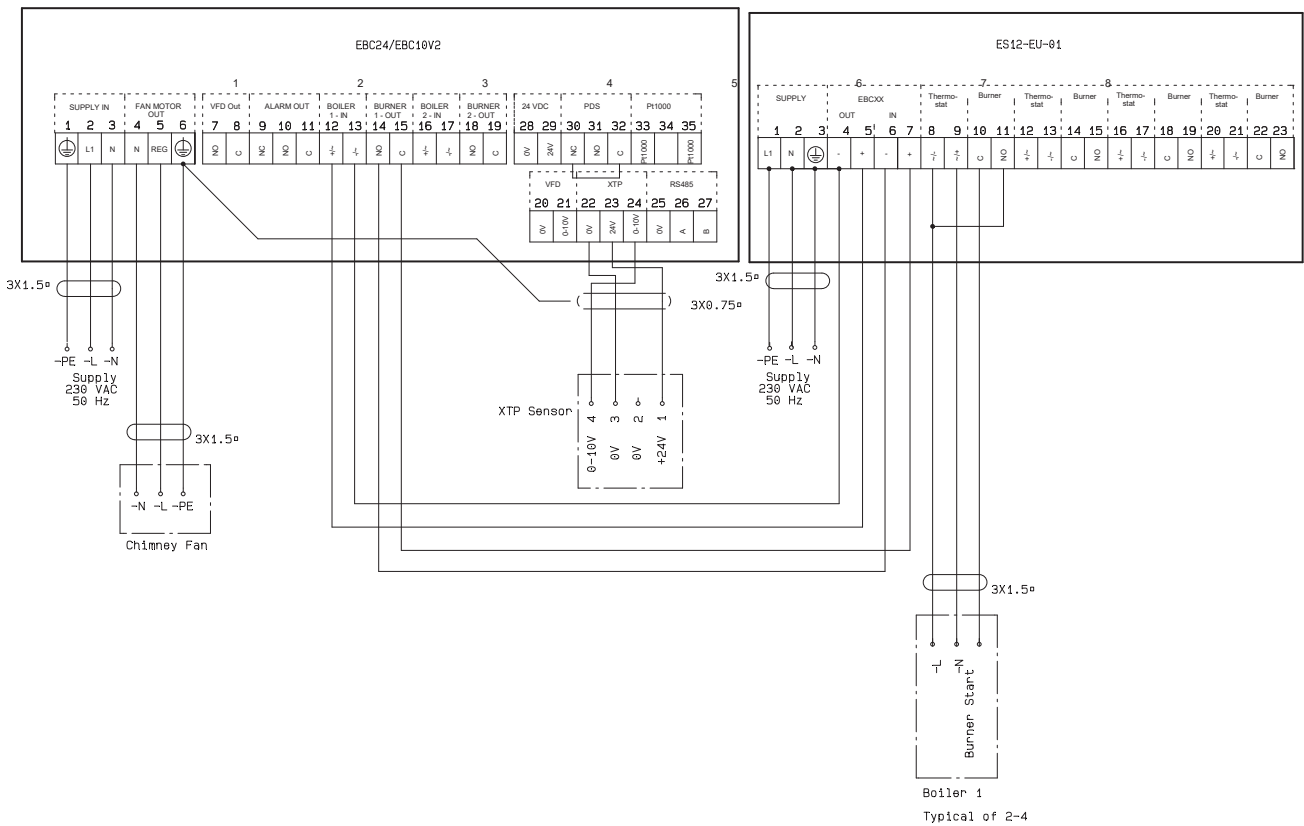 EBC24/EBC10V2
ES12-EU-01
1 2 3 4 5 6 7 8
SUPPLY IN
FAN MOTOR
OUT
VFD Out
ALARM OUT
BOILER
1 - IN
BURNER
1 - OUT
BOILER
2 - IN
BURNER
2 - OUT
24 VDC
PDS
Pt1000
1 2 3 4 5 6 7 8 9 10 11 12 13 14 15 16 17 18 19 28 29 30 31 32 33 34 35
L1 N N REG NO C NC NO C +/~ -/~ NO C +/~ -/~ NO C 0V 24V NC NO C Pt1000 Pt1000
VFD
XTP
RS485
20 21 22 23 24 25 26 27
0V 0-10V 0V 24V 0-10V 0V A B
SUPPLY
EBCXX
OUT IN
Thermo-
stat
Burner
Thermo-
stat
Burner
Thermo-
stat
Burner
Thermo-
stat
Burner
1 2 3 4 5 6 7 8 9 10 11 12 13 14 15 16 17 18 19 20 21 22 23
L1 N - + - + C NO +/~ -/~ C NO +/~ -/~ C NO +/~ -/~ C NO
3X1.5¤
3X0.75¤
3X1.5¤
-PE -L -N
Supply
230 VAC
50 Hz
-PE -L -N
Supply
230 VAC
50 Hz
XTP Sensor
4 3 2 1
0-10V 0V 0V +24V
3X1.5¤
-N -L -PE
Chimney Fan
3X1.5¤
-L
-N
Burner Start
Boiler 1
Typical of 2-4